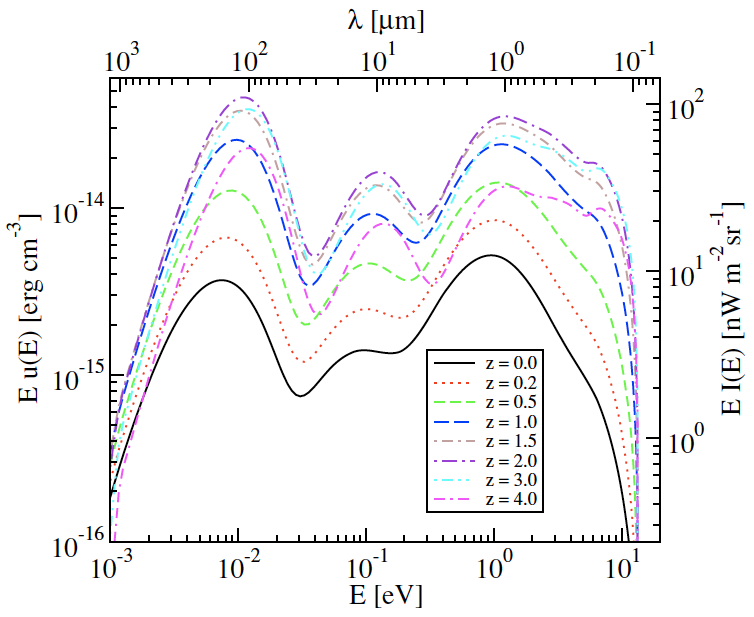 λ [μm]
10³ 10² 10¹ 10⁰ 10⁻¹
E u(E) [erg cm⁻³]
10⁻¹⁴
10⁻¹⁵
10⁻¹⁶
10²
10¹
10⁰
E I(E) [nW m⁻² sr⁻¹]
z = 0.0
z = 0.2
z = 0.5
z = 1.0
z = 1.5
z = 2.0
z = 3.0
z = 4.0
10⁻³ 10⁻² 10⁻¹ 10⁰ 10¹
E [eV]